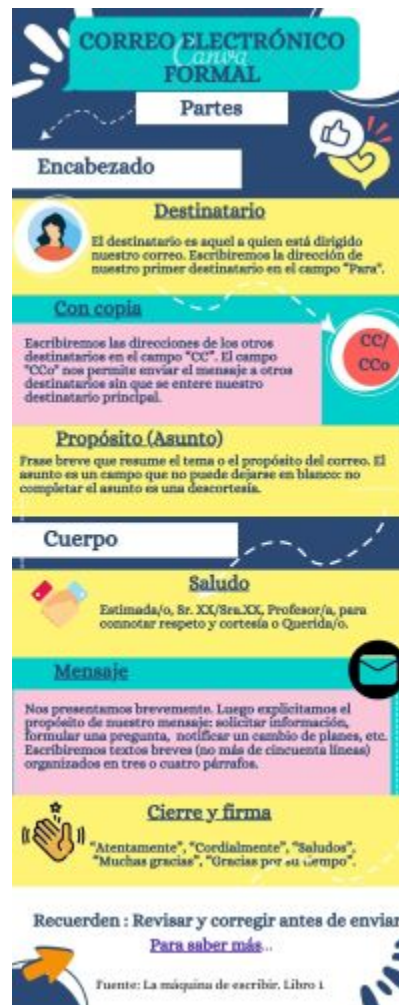 CORREO ELECTRÓNICO
Canva
FORMAL
Partes
Encabezado
Destinatario
El destinatario es aquel a quien está dirigido
nuestro correo. Escribiremos la dirección de
nuestro primer destinatario en el campo "Para".
Con copia
Escribiremos las direcciones de los otros
destinatarios en el campo "CC". El campo
"CCo" nos permite enviar el mensaje a otros
destinatarios sin que se entere nuestro
destinatario principal.
CC/
CCo
Propósito (Asunto)
Frase breve que resume el tema o el propósito del correo. El
asunto es un campo que no puede dejarse en blanco: no
completar el asunto es una descortesía.
Cuerpo
Saludo
Estimada/o, Sr. XX/Sra.XX, Profesor/a, para
connotar respeto y cortesía o Querida/o.
Mensaje
Nos presentamos brevemente. Luego explicitamos el
propósito de nuestro mensaje: solicitar información,
formular una pregunta, notificar un cambio de planes, etc.
Escribiremos textos breves (no más de cincuenta líneas)
organizados en tres o cuatro párrafos.
Cierre y firma
"Atentamente", "Cordialmente", "Saludos",
"Muchas gracias", "Gracias por su tiempo".
Recuerden : Revisar y corregir antes de enviar
Para saber más...
Fuente: La máquina de escribir. Libro 1